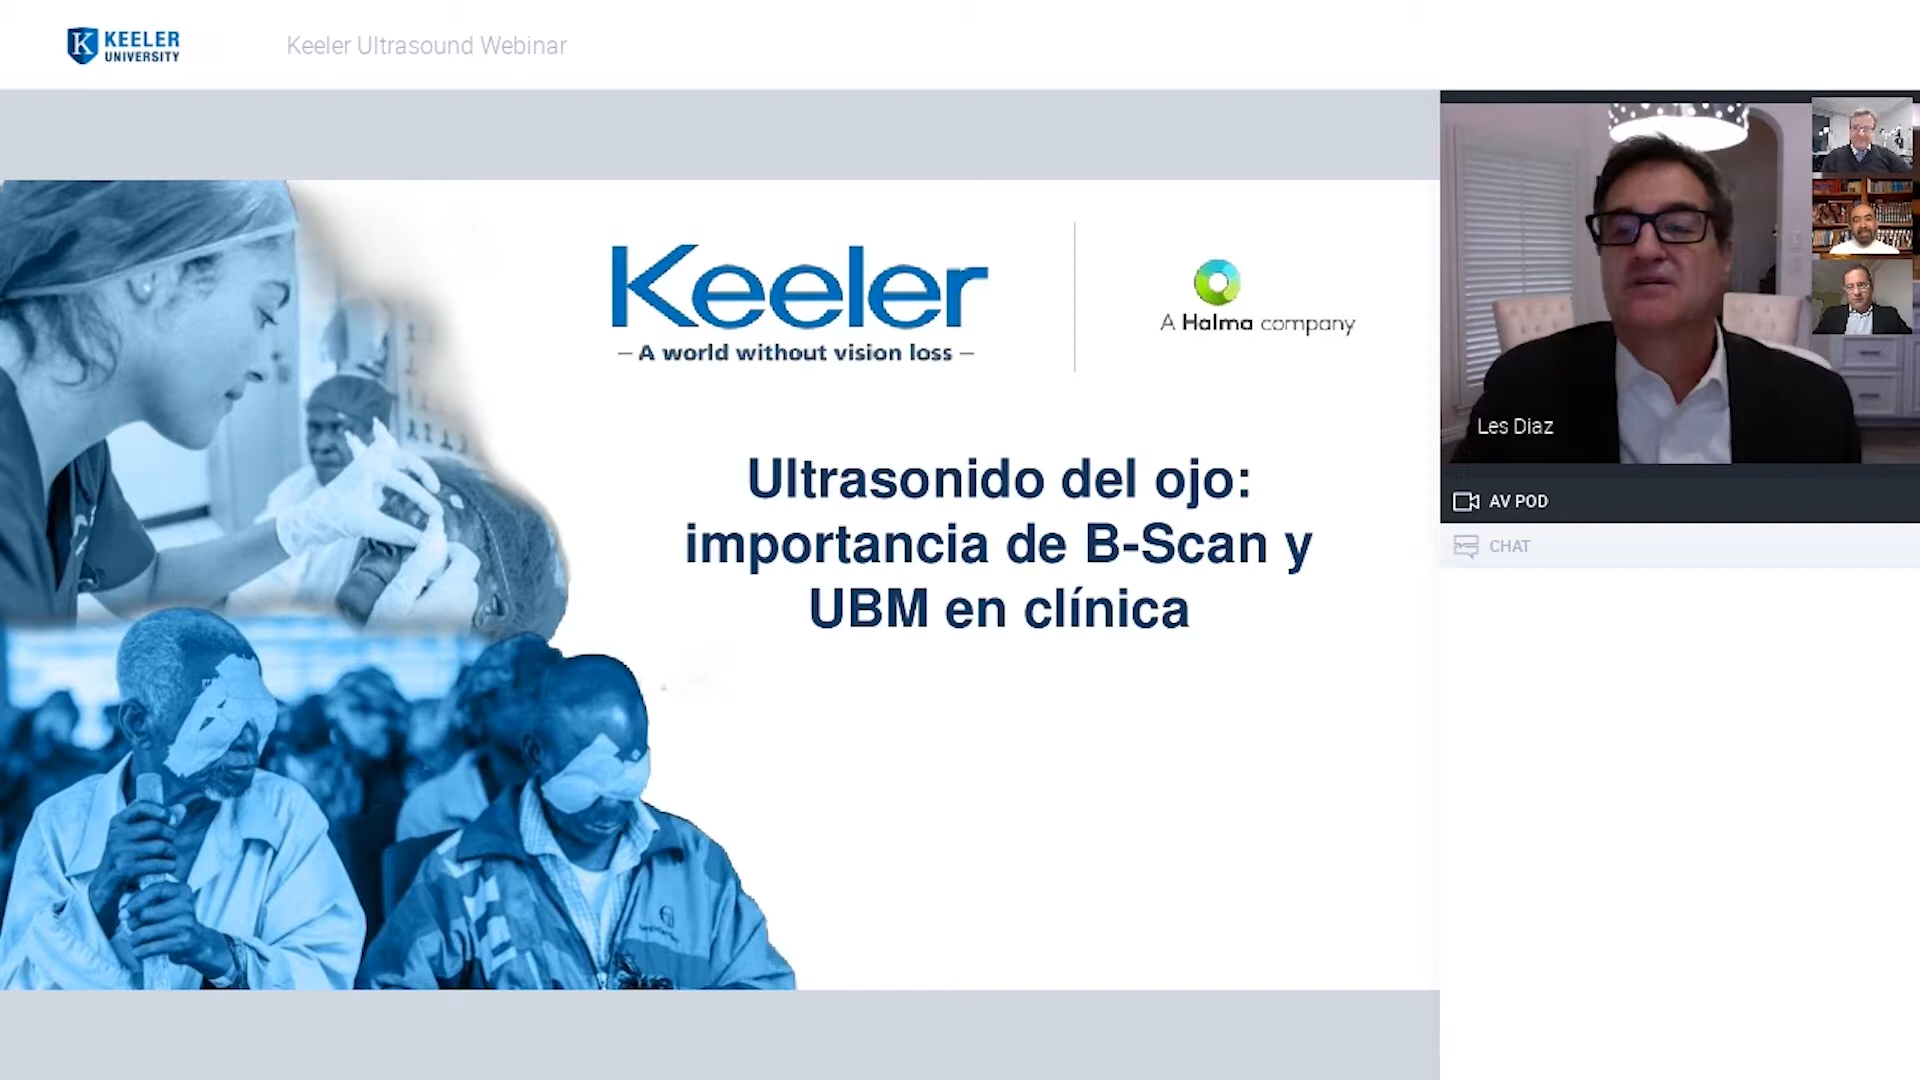 KEELER
UNIVERSITY
Keeler Ultrasound Webinar
Keeler
– A world without vision loss –
A Halma company
Ultrasonido del ojo:
importancia de B-Scan y
UBM en clínica
Les Diaz
AV POD
CHAT